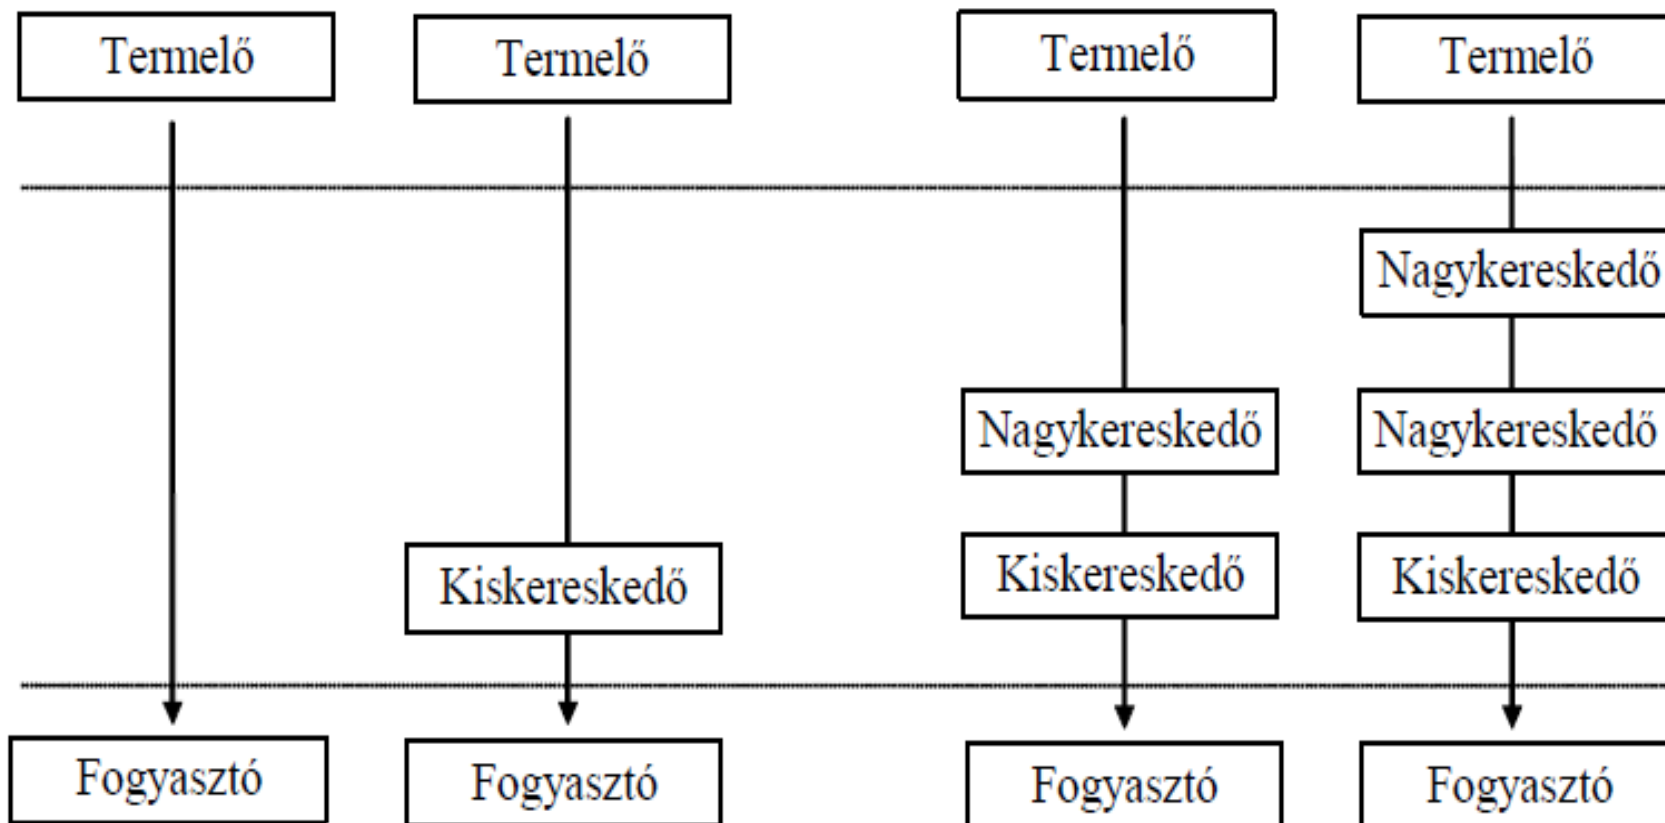 Termelő
Termelő
Termelő
Termelő
Nagykereskedő
Nagykereskedő
Nagykereskedő
Kiskereskedő
Kiskereskedő
Kiskereskedő
Fogyasztó
Fogyasztó
Fogyasztó
Fogyasztó